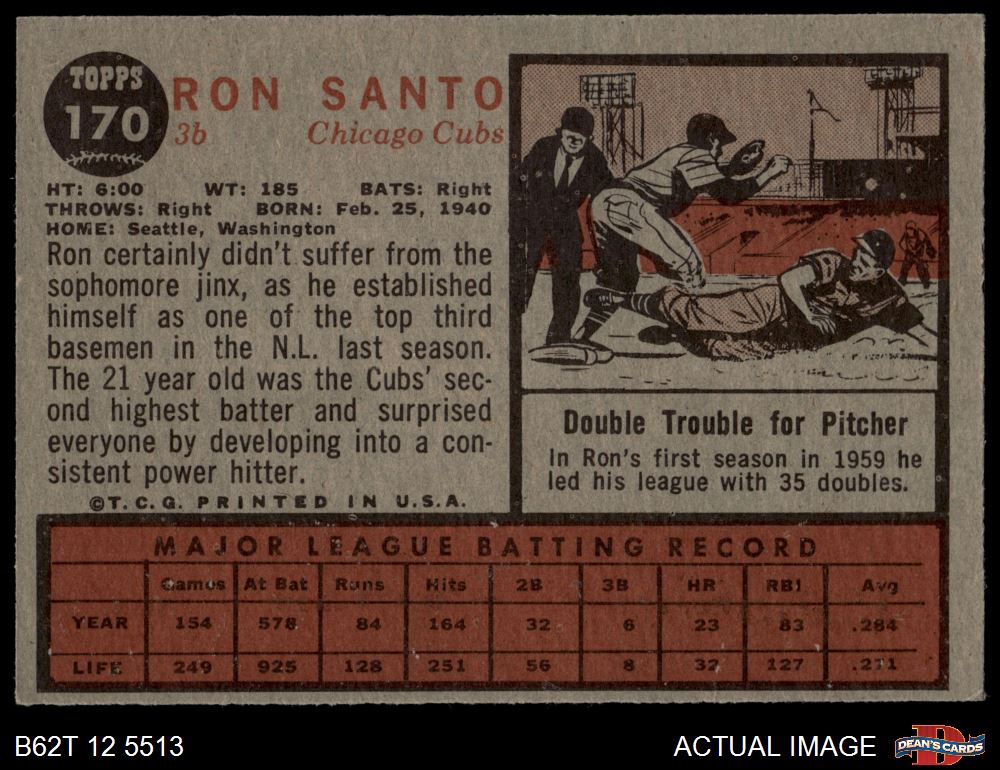 TOPPS
170
RON SANTO
3b Chicago Cubs
HT: 6:00 WT: 185 BATS: Right
THROWS: Right BORN: Feb. 25, 1940
HOME: Seattle, Washington
Ron certainly didn't suffer from the
sophomore jinx, as he established
himself as one of the top third
basemen in the N.L. last season.
The 21 year old was the Cubs' sec-
ond highest batter and surprised
everyone by developing into a con-
sistent power hitter.
©T.C.G. PRINTED IN U.S.A.
Double Trouble for Pitcher
In Ron's first season in 1959 he
led his league with 35 doubles.
MAJOR LEAGUE BATTING RECORD
Games At Bat Runs Hits 2B 3B HR RBI Avg
YEAR 154 578 84 164 32 6 23 83 .284
LIFE 249 925 128 251 56 8 32 127 .271
B62T 12 5513
ACTUAL IMAGE
D
DEAN'S CARDS